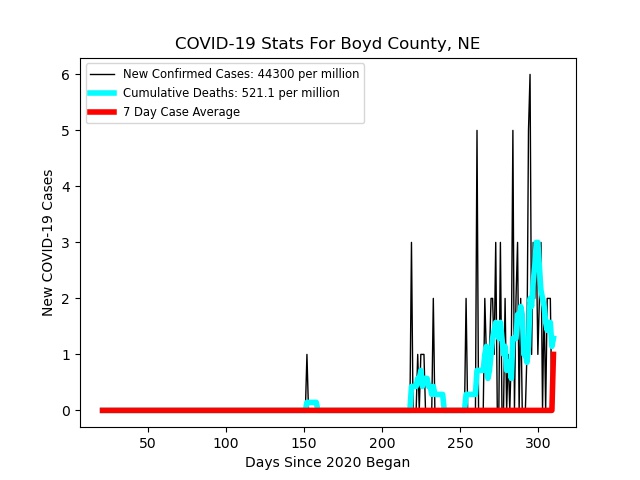 COVID-19 Stats For Boyd County, NE
New Confirmed Cases: 44300 per million
Cumulative Deaths: 521.1 per million
7 Day Case Average
New COVID-19 Cases
6
5
4
3
2
1
0
50 100 150 200 250 300
Days Since 2020 Began